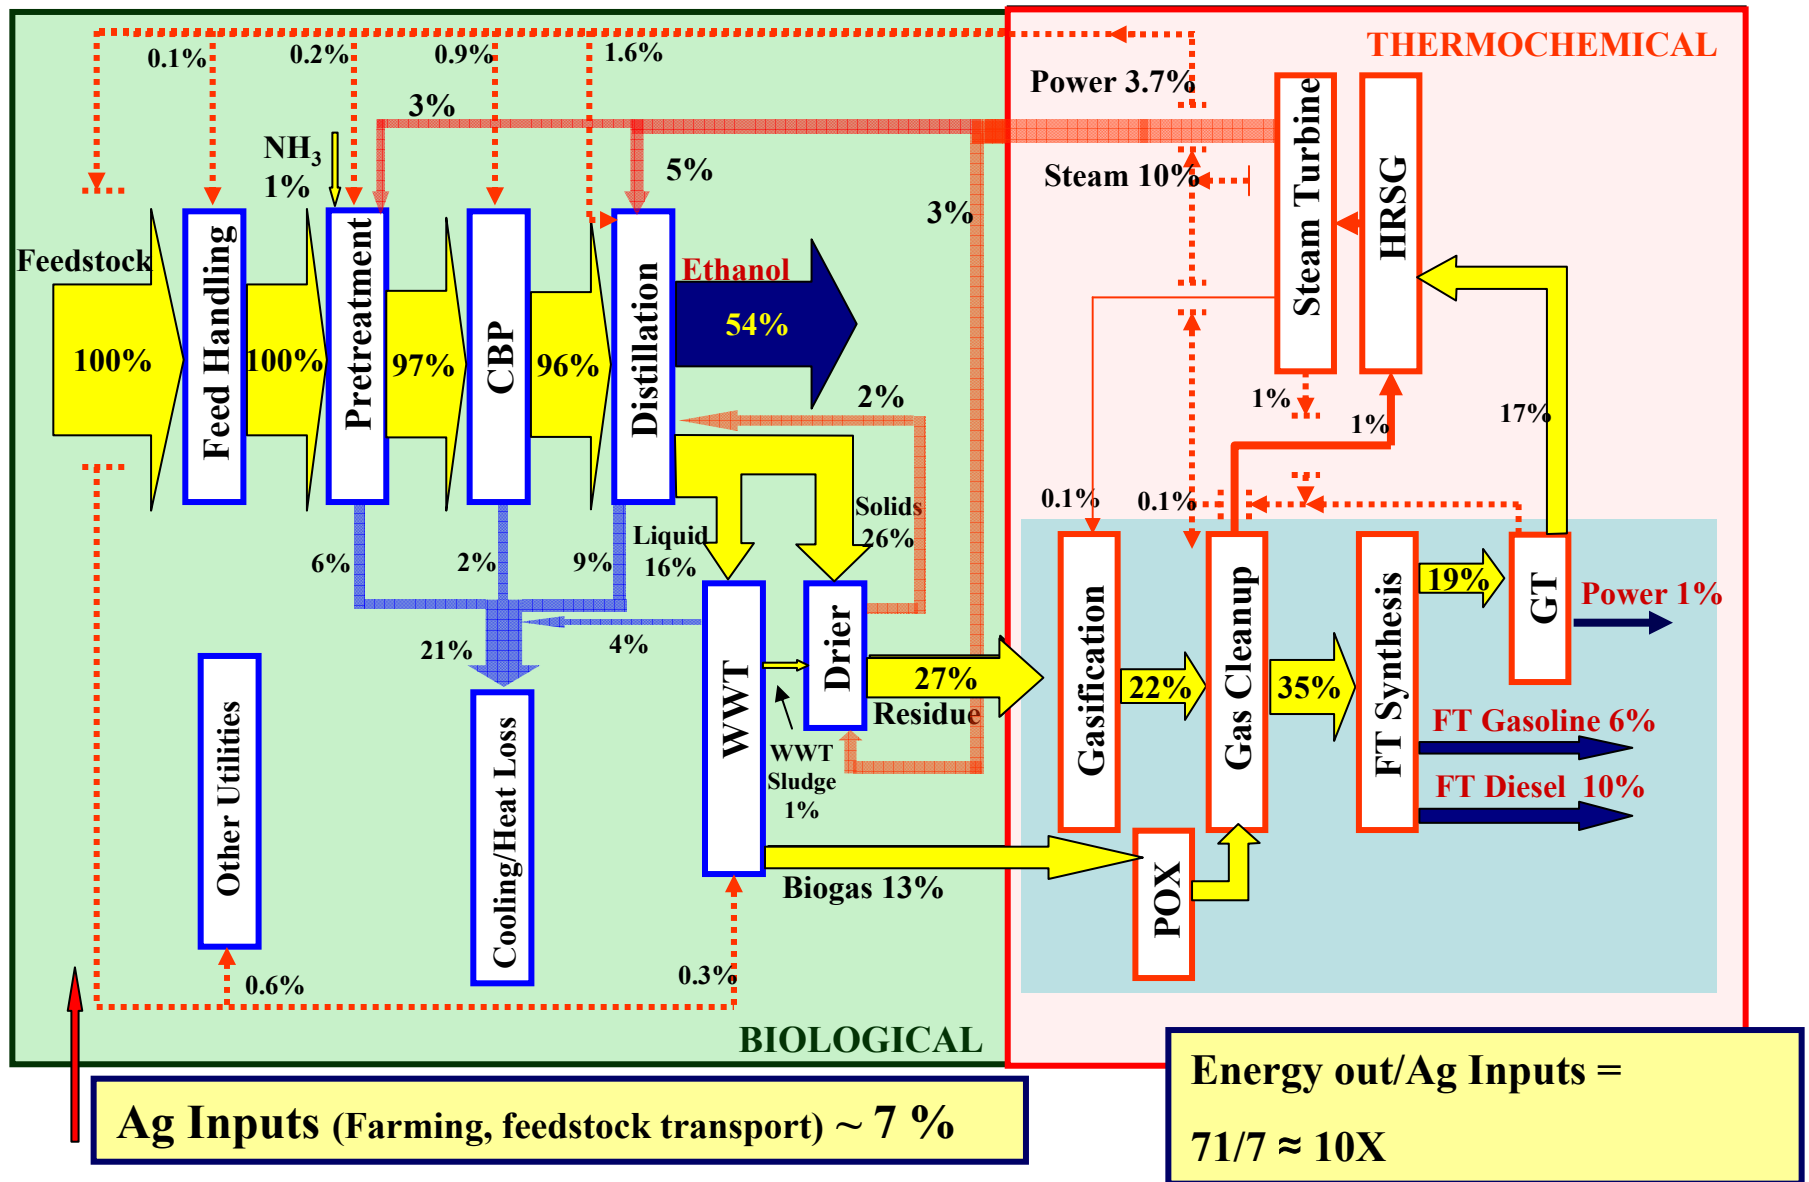 THERMOCHEMICAL
0.1%
0.2%
0.9%
1.6%
Power 3.7%
3%
NH3
1%
5%
Steam 10%
3%
Feedstock
Feed Handling
Pretreatment
CBP
Distillation
Ethanol
Steam Turbine
HRSG
100%
100%
97%
96%
54%
2%
1%
1%
17%
0.1%
0.1%
Solids
26%
Liquid
16%
6%
2%
9%
21%
4%
WWT
Drier
27%
Residue
WWT
Sludge
1%
Biogas 13%
Gasification
22%
Gas Cleanup
35%
FT Synthesis
19%
GT
Power 1%
FT Gasoline 6%
FT Diesel 10%
POX
Other Utilities
Cooling/Heat Loss
0.6%
0.3%
BIOLOGICAL
Ag Inputs (Farming, feedstock transport) ~ 7 %
Energy out/Ag Inputs =
71/7 ≈ 10X